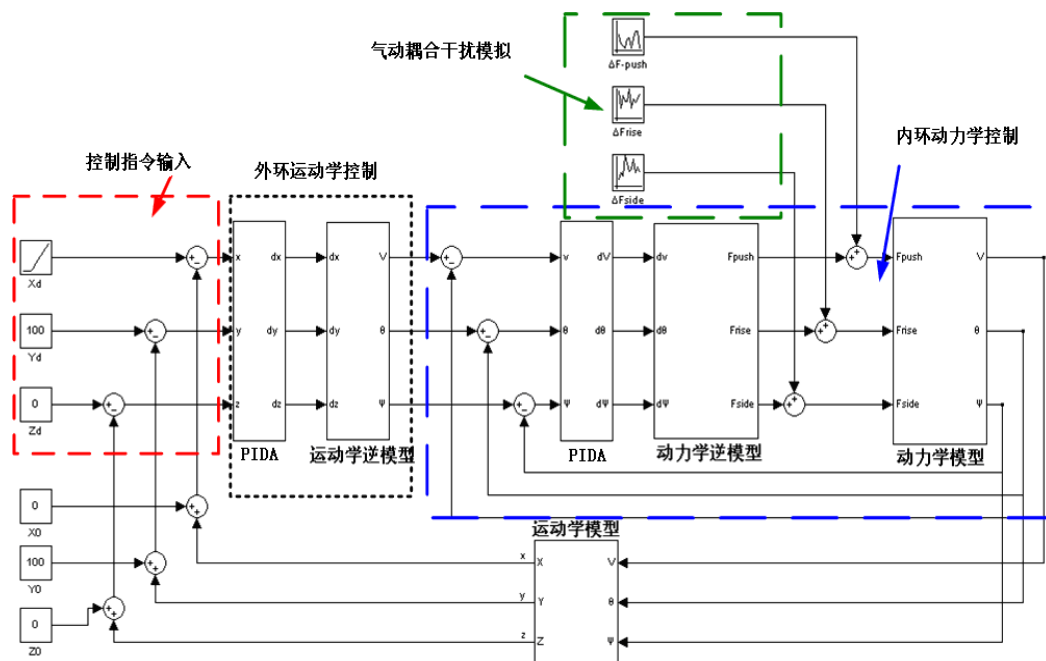 气动耦合干扰模拟
ΔF-push
ΔFrise
ΔFside
控制指令输入
外环运动学控制
内环动力学控制
Xd
100
Yd
0
Zd
x dx
y dy
z dz
PIDA
dx V
dy θ
dz Ψ
运动学逆模型
v dV
θ dθ
Ψ dΨ
PIDA
dv Fpush
dθ Frise
dΨ Fside
动力学逆模型
Fpush V
Frise θ
Fside Ψ
动力学模型
0
X0
100
Y0
0
Z0
运动学模型
x X V
y Y θ
z Z Ψ